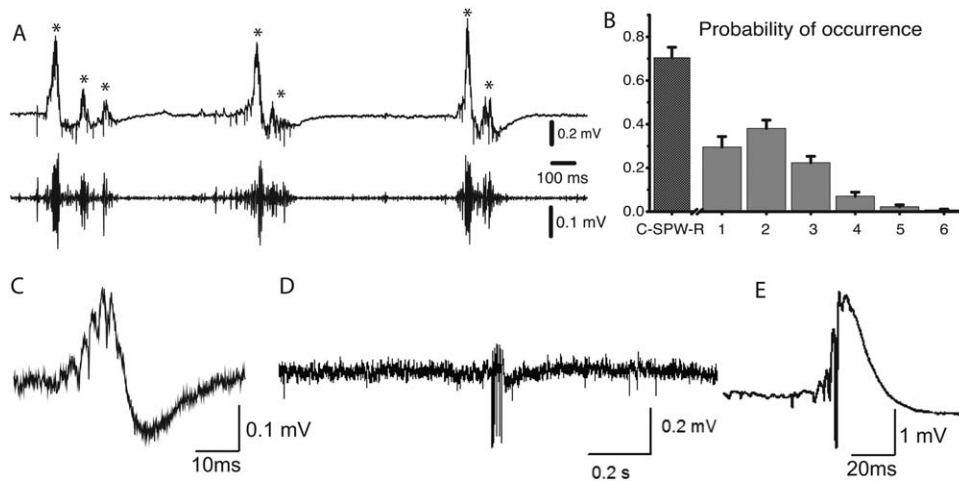 A
*
*
*
*
*
*
*
0.2 mV
100 ms
0.1 mV
B
Probability of occurrence
0.8
0.6
0.4
0.2
0.0
C-SPW-R 1 2 3 4 5 6
C
0.1 mV
10ms
D
0.2 mV
0.2 s
E
1 mV
20ms